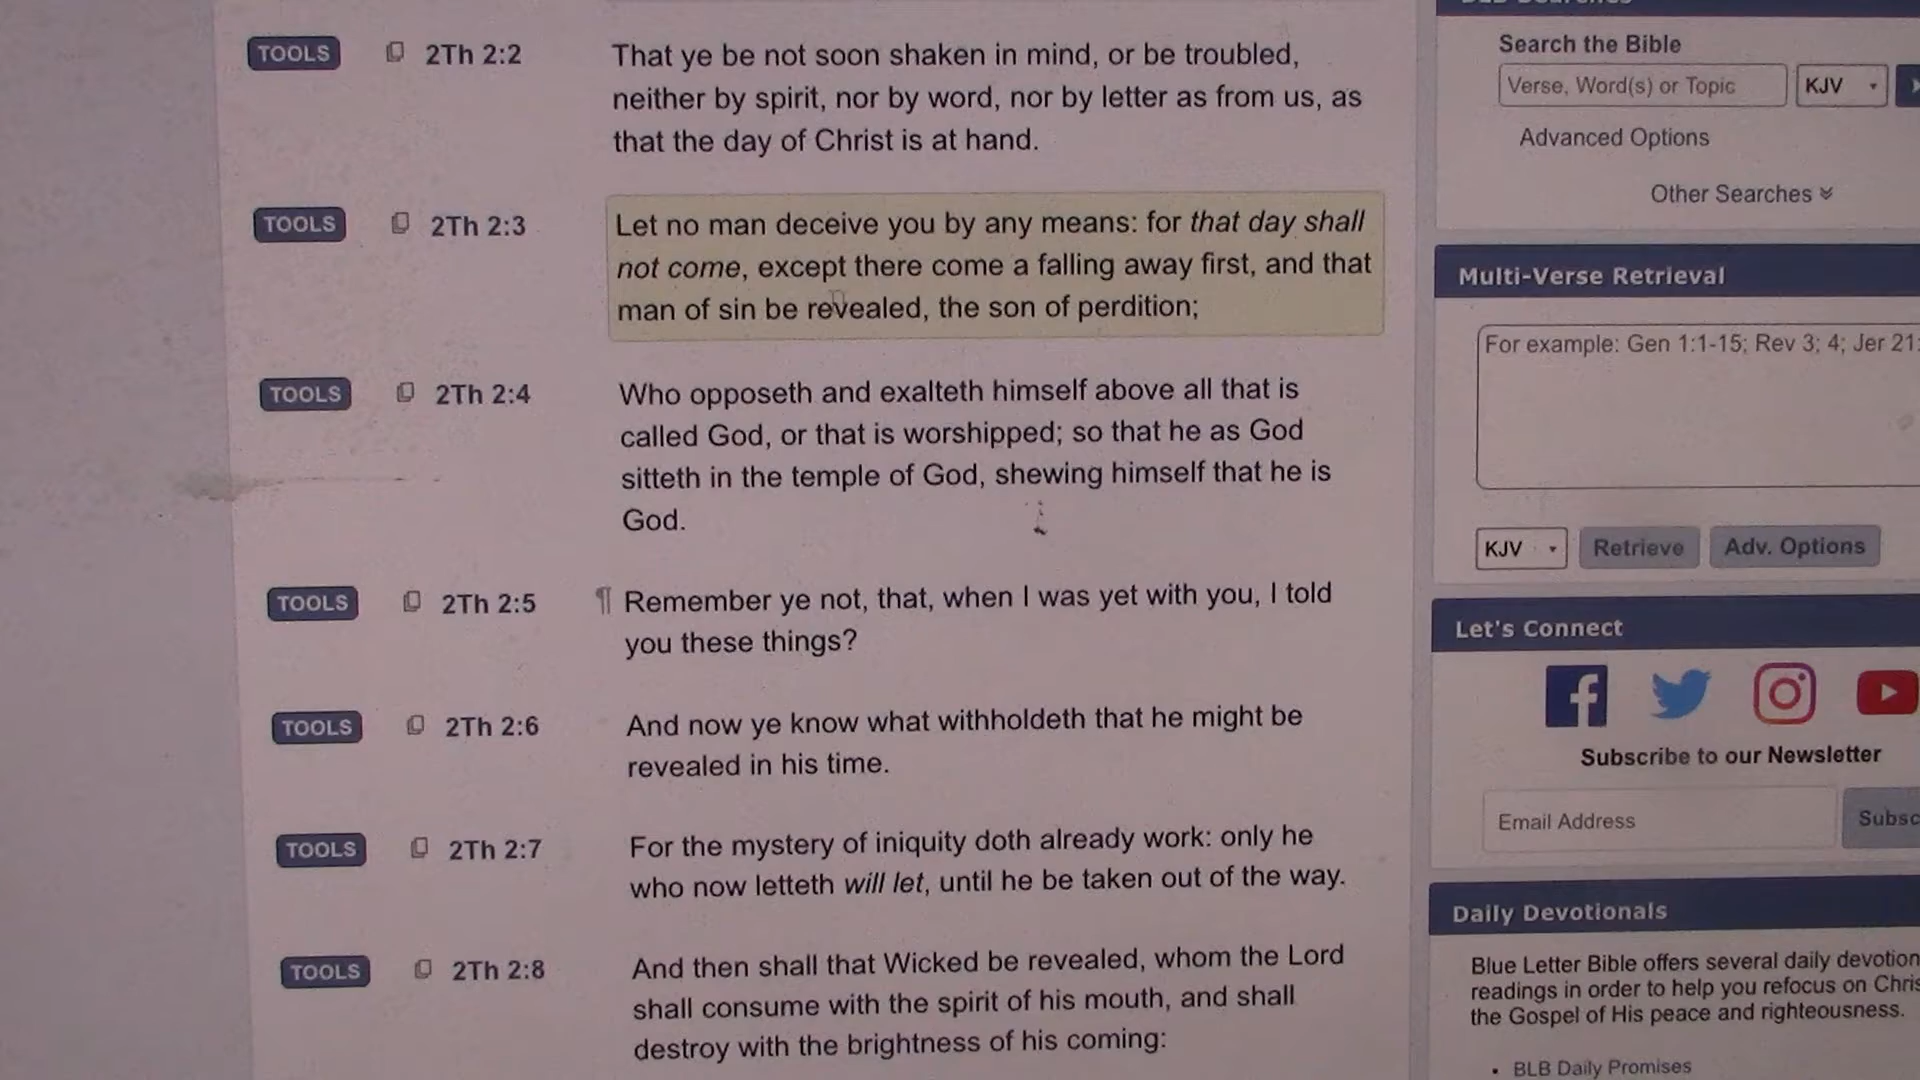 TOOLS 2Th 2:2 That ye be not soon shaken in mind, or be troubled,
neither by spirit, nor by word, nor by letter as from us, as
that the day of Christ is at hand.
TOOLS 2Th 2:3 Let no man deceive you by any means: for that day shall
not come, except there come a falling away first, and that
man of sin be revealed, the son of perdition;
TOOLS 2Th 2:4 Who opposeth and exalteth himself above all that is
called God, or that is worshipped; so that he as God
sitteth in the temple of God, shewing himself that he is
God.
TOOLS 2Th 2:5 ¶ Remember ye not, that, when I was yet with you, I told
you these things?
TOOLS 2Th 2:6 And now ye know what withholdeth that he might be
revealed in his time.
TOOLS 2Th 2:7 For the mystery of iniquity doth already work: only he
who now letteth will let, until he be taken out of the way.
TOOLS 2Th 2:8 And then shall that Wicked be revealed, whom the Lord
shall consume with the spirit of his mouth, and shall
destroy with the brightness of his coming:
Search the Bible
Verse, Word(s) or Topic KJV
Advanced Options
Other Searches
Multi-Verse Retrieval
For example: Gen 1:1-15; Rev 3; 4; Jer 21:
KJV Retrieve Adv. Options
Let's Connect
Subscribe to our Newsletter
Email Address Subsc
Daily Devotionals
Blue Letter Bible offers several daily devotion
readings in order to help you refocus on Chris
the Gospel of His peace and righteousness.
• BLB Daily Promises